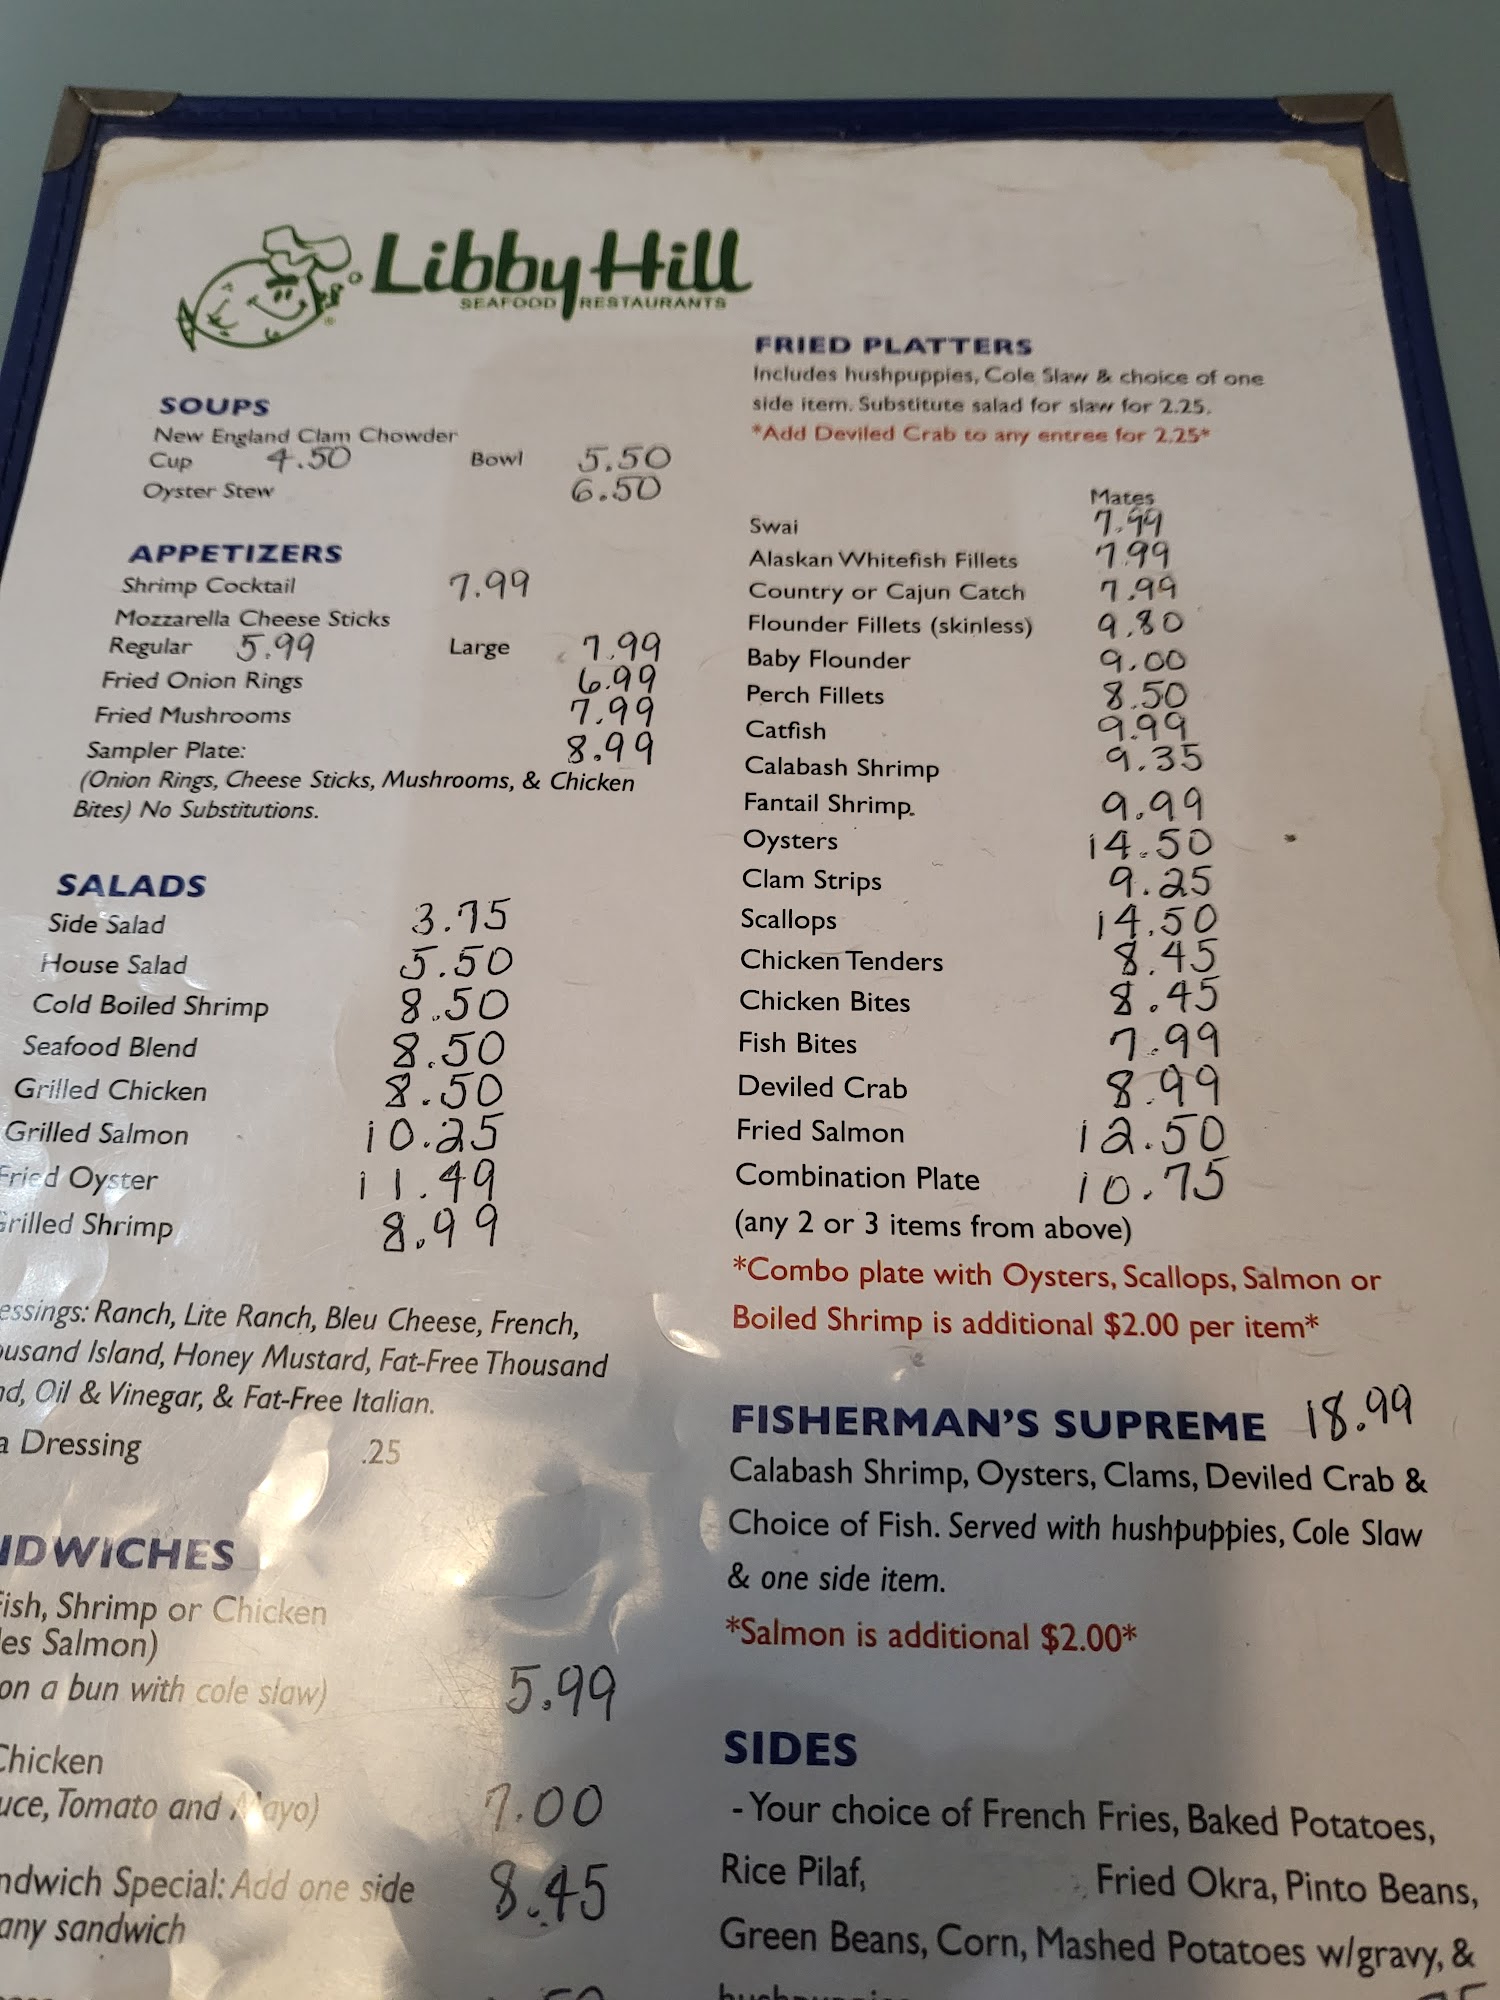 Libby Hill
SEAFOOD RESTAURANTS
SOUPS
New England Clam Chowder
Cup 4.50 Bowl 5.50
Oyster Stew 6.50
APPETIZERS
Shrimp Cocktail 7.99
Mozzarella Cheese Sticks
Regular 5.99 Large 7.99
Fried Onion Rings 6.99
Fried Mushrooms 7.99
Sampler Plate: 8.99
(Onion Rings, Cheese Sticks, Mushrooms, & Chicken
Bites) No Substitutions.
SALADS
Side Salad 3.75
House Salad 5.50
Cold Boiled Shrimp 8.50
Seafood Blend 8.50
Grilled Chicken 8.50
Grilled Salmon 10.25
Fried Oyster 11.49
Grilled Shrimp 8.99
essings: Ranch, Lite Ranch, Bleu Cheese, French,
ousand Island, Honey Mustard, Fat-Free Thousand
nd, Oil & Vinegar, & Fat-Free Italian.
a Dressing .25
NDWICHES
Fish, Shrimp or Chicken
les Salmon)
on a bun with cole slaw) 5.99
Chicken
uce, Tomato and Mayo) 7.00
ndwich Special: Add one side 8.45
any sandwich
FRIED PLATTERS
Includes hushpuppies, Cole Slaw & choice of one
side item. Substitute salad for slaw for 2.25.
*Add Deviled Crab to any entree for 2.25*
Mates
Swai 7.99
Alaskan Whitefish Fillets 7.99
Country or Cajun Catch 7.99
Flounder Fillets (skinless) 9.80
Baby Flounder 9.00
Perch Fillets 8.50
Catfish 9.99
Calabash Shrimp 9.35
Fantail Shrimp. 9.99
Oysters 14.50
Clam Strips 9.25
Scallops 14.50
Chicken Tenders 8.45
Chicken Bites 8.45
Fish Bites 7.99
Deviled Crab 8.99
Fried Salmon 12.50
Combination Plate 10.75
(any 2 or 3 items from above)
*Combo plate with Oysters, Scallops, Salmon or
Boiled Shrimp is additional $2.00 per item*
FISHERMAN'S SUPREME 18.99
Calabash Shrimp, Oysters, Clams, Deviled Crab &
Choice of Fish. Served with hushpuppies, Cole Slaw
& one side item.
*Salmon is additional $2.00*
SIDES
- Your choice of French Fries, Baked Potatoes,
Rice Pilaf, Fried Okra, Pinto Beans,
Green Beans, Corn, Mashed Potatoes w/gravy, &
hushpuppies